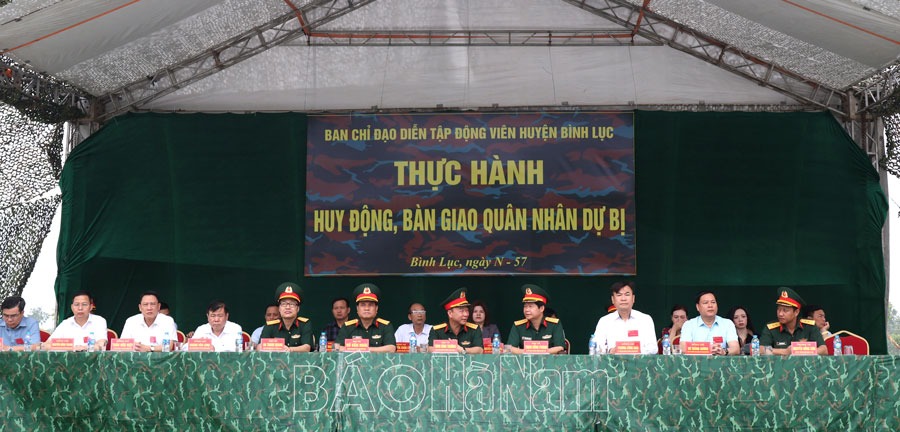 BAN CHỈ ĐẠO DIỄN TẬP ĐỘNG VIÊN HUYỆN BÌNH LỤC
THỰC HÀNH
HUY ĐỘNG, BÀN GIAO QUÂN NHÂN DỰ BỊ
Bình Lục, ngày N - 57
BÁO Hà Nam